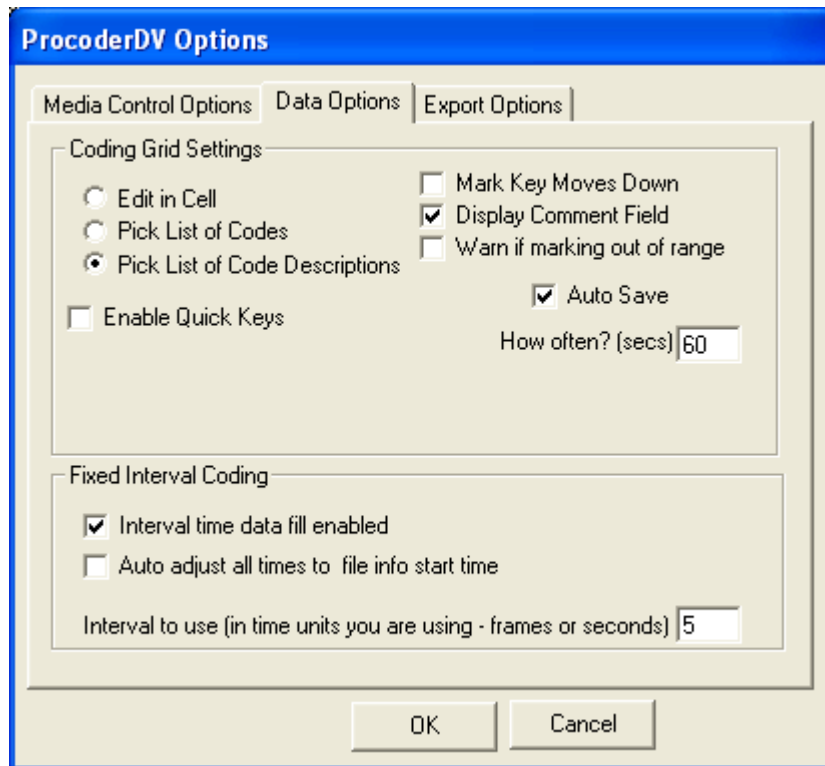 ProcoderDV Options
Media Control Options Data Options Export Options
Coding Grid Settings
Edit in Cell
Pick List of Codes
Pick List of Code Descriptions
Enable Quick Keys
Mark Key Moves Down
Display Comment Field
Warn if marking out of range
Auto Save
How often? (secs) 60
Fixed Interval Coding
Interval time data fill enabled
Auto adjust all times to file info start time
Interval to use (in time units you are using - frames or seconds) 5
OK Cancel